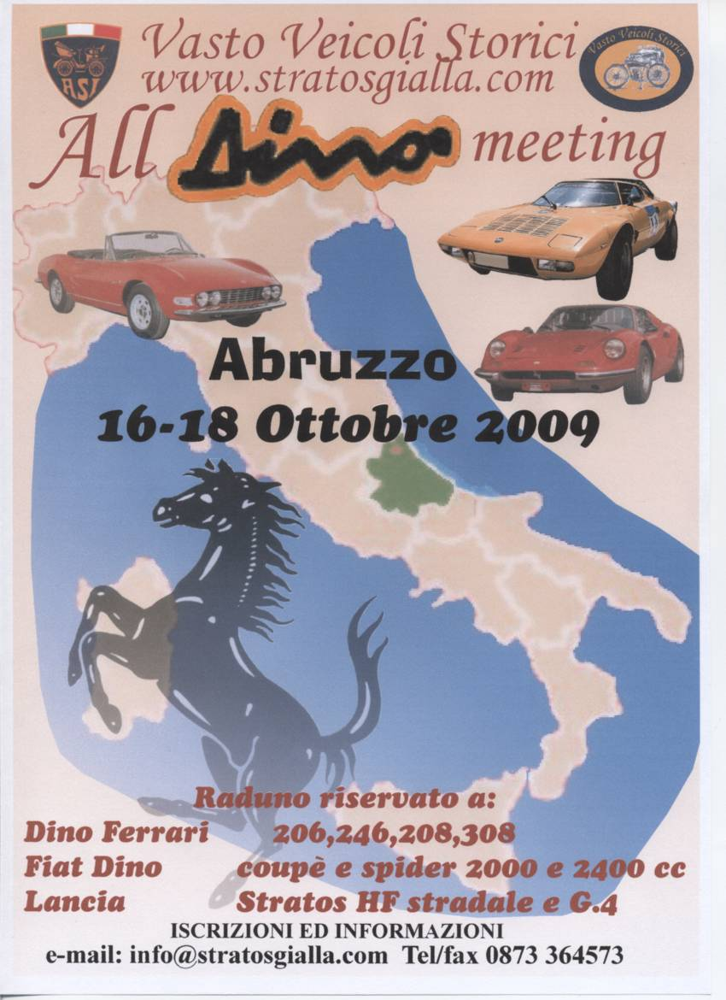 Vasto Veicoli Storici
www.stratosgialla.com
ASI
Vasto Veicoli Storici
All Dino meeting
Abruzzo
16-18 Ottobre 2009
Raduno riservato a:
Dino Ferrari 206,246,208,308
Fiat Dino coupè e spider 2000 e 2400 cc
Lancia Stratos HF stradale e G.4
ISCRIZIONI ED INFORMAZIONI
e-mail: info@stratosgialla.com Tel/fax 0873 364573